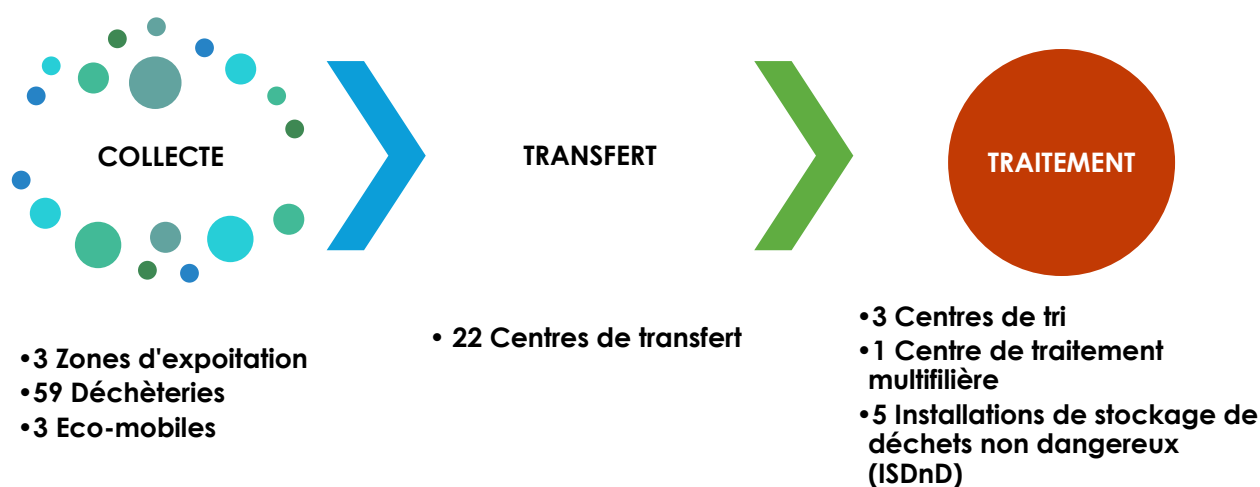 COLLECTE
TRANSFERT
TRAITEMENT
•3 Zones d'expoitation
•59 Déchèteries
•3 Eco-mobiles
• 22 Centres de transfert
•3 Centres de tri
•1 Centre de traitement
multifilière
•5 Installations de stockage de
déchets non dangereux
(ISDnD)